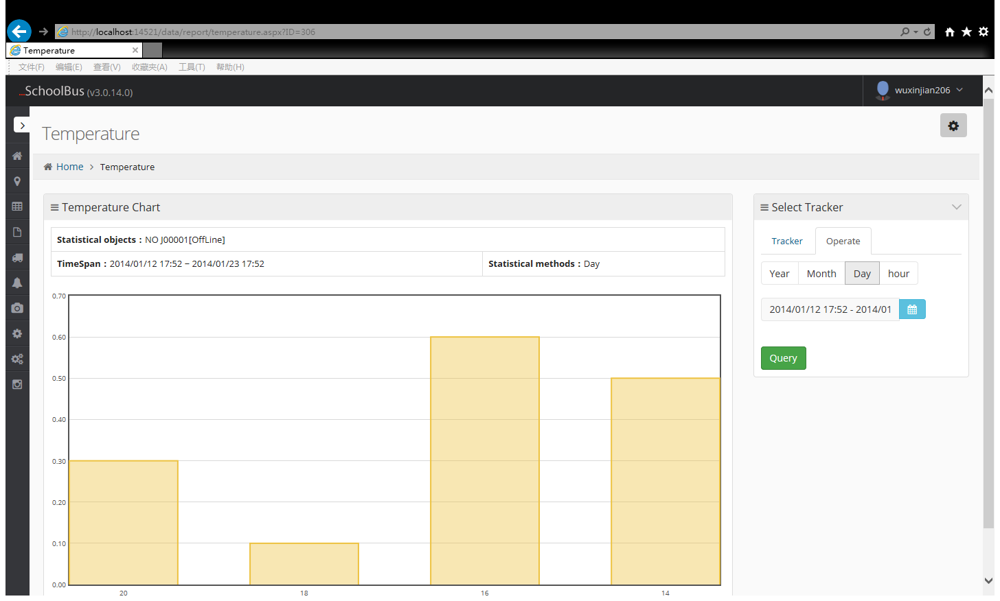 http://localhost:14521/data/report/temperature.aspx?ID=306
Temperature
文件(F) 编辑(E) 查看(V) 收藏夹(A) 工具(T) 帮助(H)
...SchoolBus (v3.0.14.0)
wuxinjian206
Temperature
Home > Temperature
Temperature Chart
Statistical objects：NO J00001[OffLine]
TimeSpan：2014/01/12 17:52 ~ 2014/01/23 17:52
Statistical methods：Day
0.70
0.60
0.50
0.40
0.30
0.20
0.10
0.00
20 18 16 14
Select Tracker
Tracker Operate
Year Month Day hour
2014/01/12 17:52 - 2014/01
Query